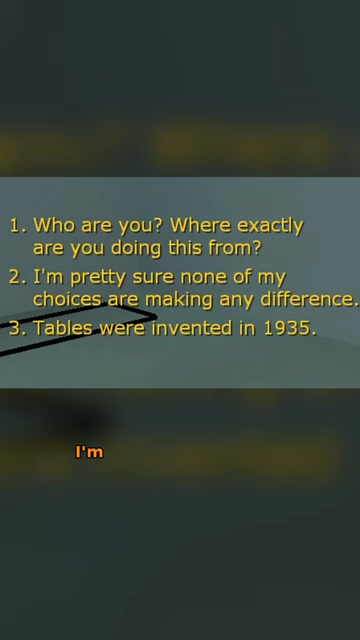 1. Who are you? Where exactly
are you doing this from?
2. I'm pretty sure none of my
choices are making any difference.
3. Tables were invented in 1935.
I'm